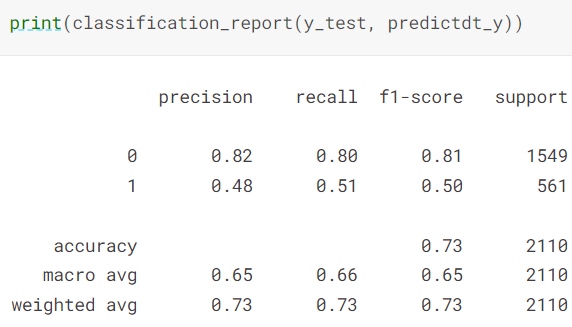 print(classification_report(y_test, predictdt_y))
precision recall f1-score support
0 0.82 0.80 0.81 1549
1 0.48 0.51 0.50 561
accuracy 0.73 2110
macro avg 0.65 0.66 0.65 2110
weighted avg 0.73 0.73 0.73 2110